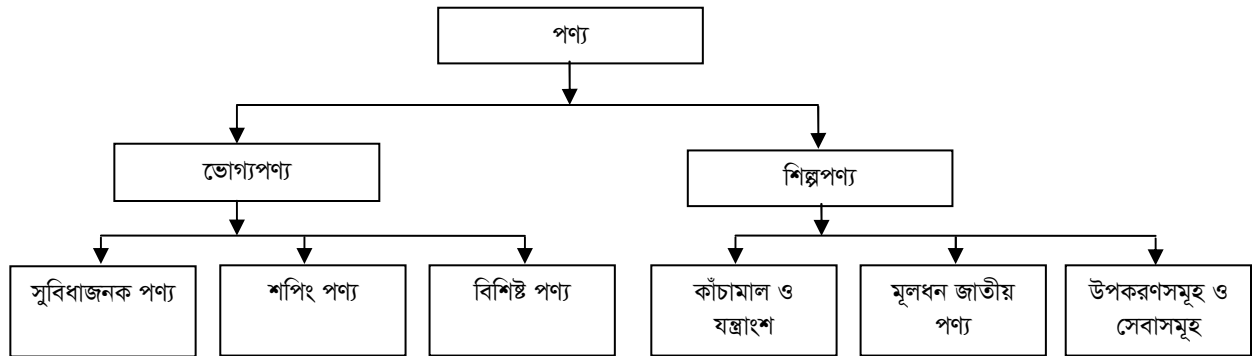 পণ্য
ভোগ্যপণ্য
শিল্পপণ্য
সুবিধাজনক পণ্য
শপিং পণ্য
বিশিষ্ট পণ্য
কাঁচামাল ও
যন্ত্রাংশ
মূলধন জাতীয়
পণ্য
উপকরণসমূহ ও
সেবাসমূহ